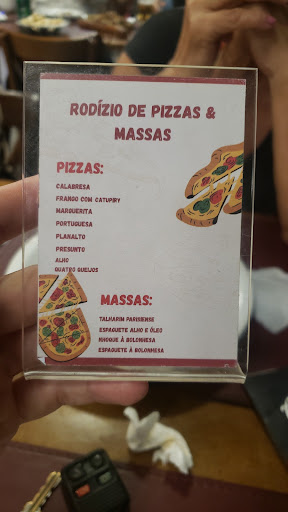 RODÍZIO DE PIZZAS &
MASSAS
PIZZAS:
CALABRESA
FRANGO COM CATUPIRY
MARGUERITA
PORTUGUESA
PLANALTO
PRESUNTO
ALHO
QUATRO QUEIJOS
MASSAS:
TALHARIM PARISIENSE
ESPAGUETE ALHO E ÓLEO
NHOQUE À BOLONHESA
ESPAGUETE À BOLONHESA